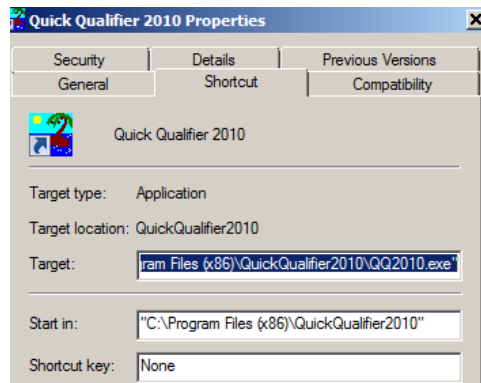 Quick Qualifier 2010 Properties
Security Details Previous Versions
General Shortcut Compatibility
Quick Qualifier 2010
Target type: Application
Target location: QuickQualifier2010
Target: ram Files (x86)\QuickQualifier2010\QQ2010.exe"
Start in: "C:\Program Files (x86)\QuickQualifier2010"
Shortcut key: None